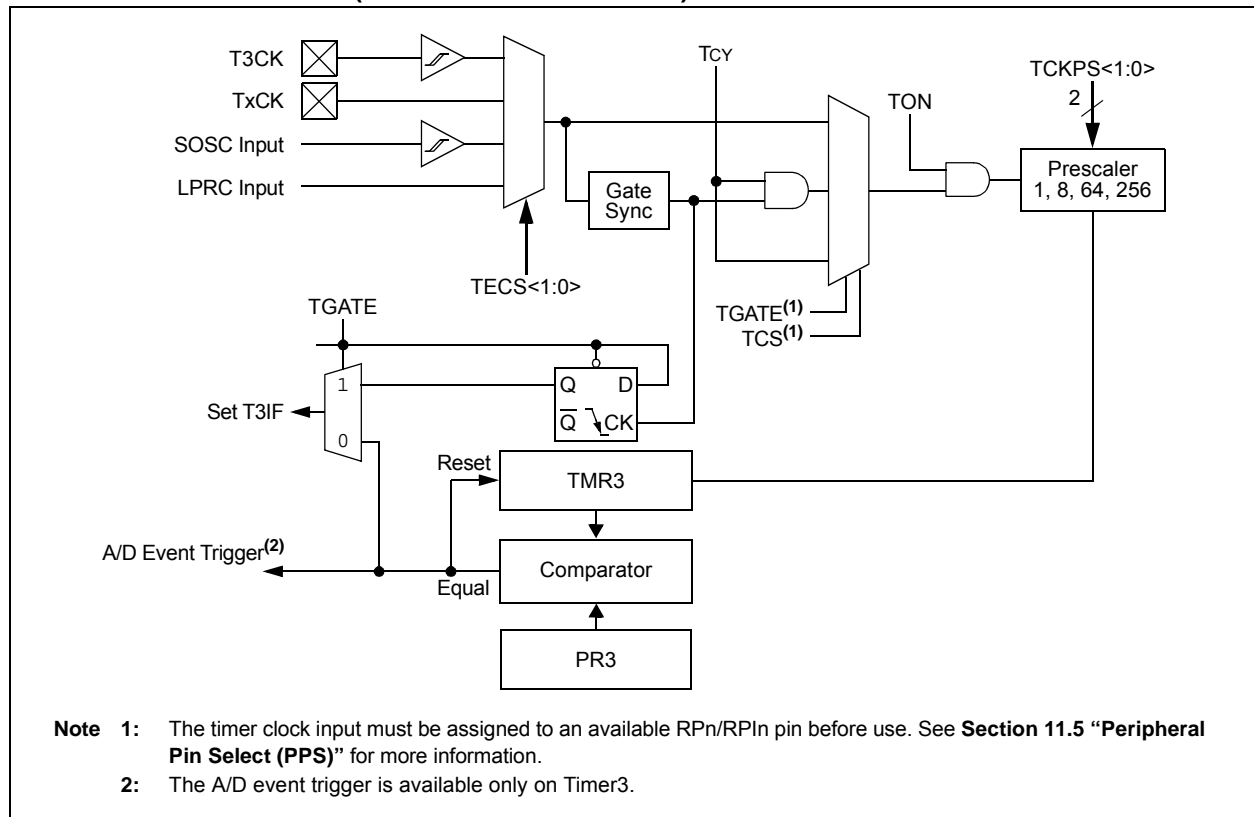 T3CK
TxCK
SOSC Input
LPRC Input
TECS<1:0>
TCY
Gate
Sync
TON
TCKPS<1:0>
2
Prescaler
1, 8, 64, 256
TGATE(1)
TCS(1)
TGATE
1
0
Set T3IF
Q D
Q CK
Reset
TMR3
A/D Event Trigger(2)
Equal
Comparator
PR3
Note 1: The timer clock input must be assigned to an available RPn/RPIn pin before use. See Section 11.5 “Peripheral
Pin Select (PPS)” for more information.
2: The A/D event trigger is available only on Timer3.